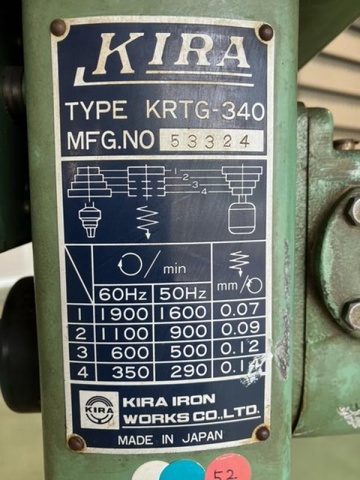 KIRA
TYPE KRTG-340
MFG.NO 53324
1
2
3
4
/min
60Hz 50Hz mm/
1 1900 1600 0.07
2 1100 900 0.09
3 600 500 0.12
4 350 290
KIRA
KIRA IRON
WORKS CO.,LTD.
MADE IN JAPAN
52